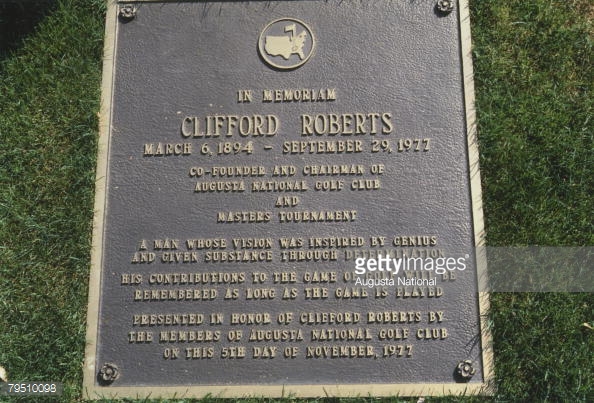 IN MEMORIAM
CLIFFORD ROBERTS
MARCH 6, 1894 – SEPTEMBER 29, 1977
CO-FOUNDER AND CHAIRMAN OF
AUGUSTA NATIONAL GOLF CLUB
AND
MASTERS TOURNAMENT
A MAN WHOSE VISION WAS INSPIRED BY GENIUS
AND GIVEN SUBSTANCE THROUGH DETERMINATION
HIS CONTRIBUTIONS TO THE GAME OF BE
REMEMBERED AS LONG AS THE GAME IS PLAYED
PRESENTED IN HONOR OF CLIFFORD ROBERTS BY
THE MEMBERS OF AUGUSTA NATIONAL GOLF CLUB
ON THIS 5TH DAY OF NOVEMBER, 1977
gettyimages
Augusta National
79510098